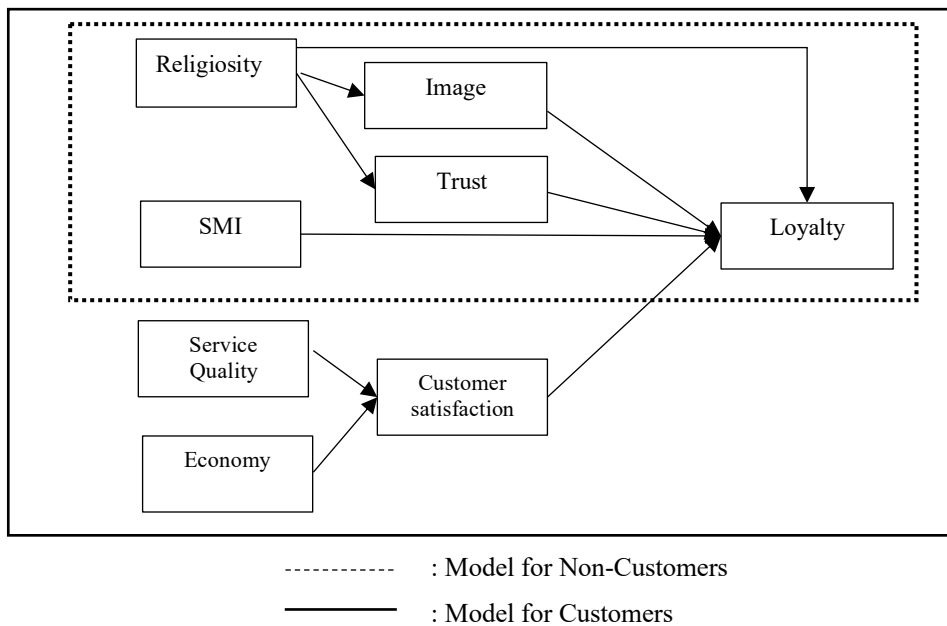 Religiosity
Image
Trust
SMI
Loyalty
Service
Quality
Customer
satisfaction
Economy
: Model for Non-Customers
: Model for Customers